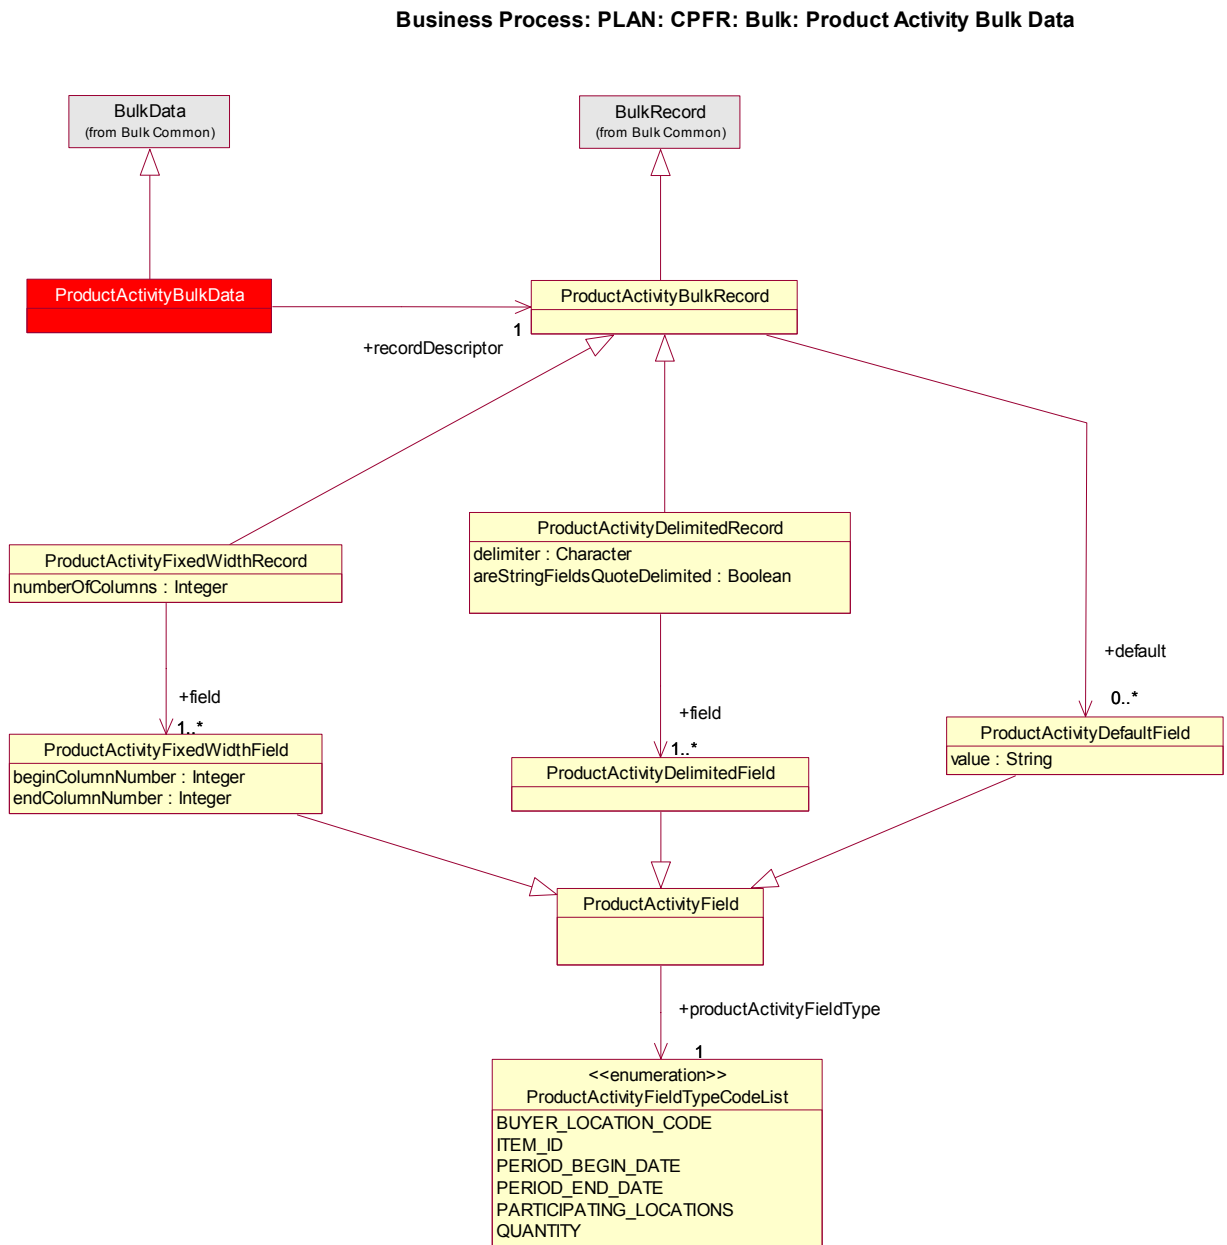 Business Process: PLAN: CPFR: Bulk: Product Activity Bulk Data
BulkData
(from Bulk Common)
BulkRecord
(from Bulk Common)
ProductActivityBulkData
ProductActivityBulkRecord
1
+recordDescriptor
ProductActivityDelimitedRecord
delimiter : Character
areStringFieldsQuoteDelimited : Boolean
ProductActivityFixedWidthRecord
numberOfColumns : Integer
+default
0..*
+field
1..*
+field
1..*
ProductActivityFixedWidthField
beginColumnNumber : Integer
endColumnNumber : Integer
ProductActivityDelimitedField
ProductActivityDefaultField
value : String
ProductActivityField
+productActivityFieldType
1
<<enumeration>>
ProductActivityFieldTypeCodeList
BUYER_LOCATION_CODE
ITEM_ID
PERIOD_BEGIN_DATE
PERIOD_END_DATE
PARTICIPATING_LOCATIONS
QUANTITY